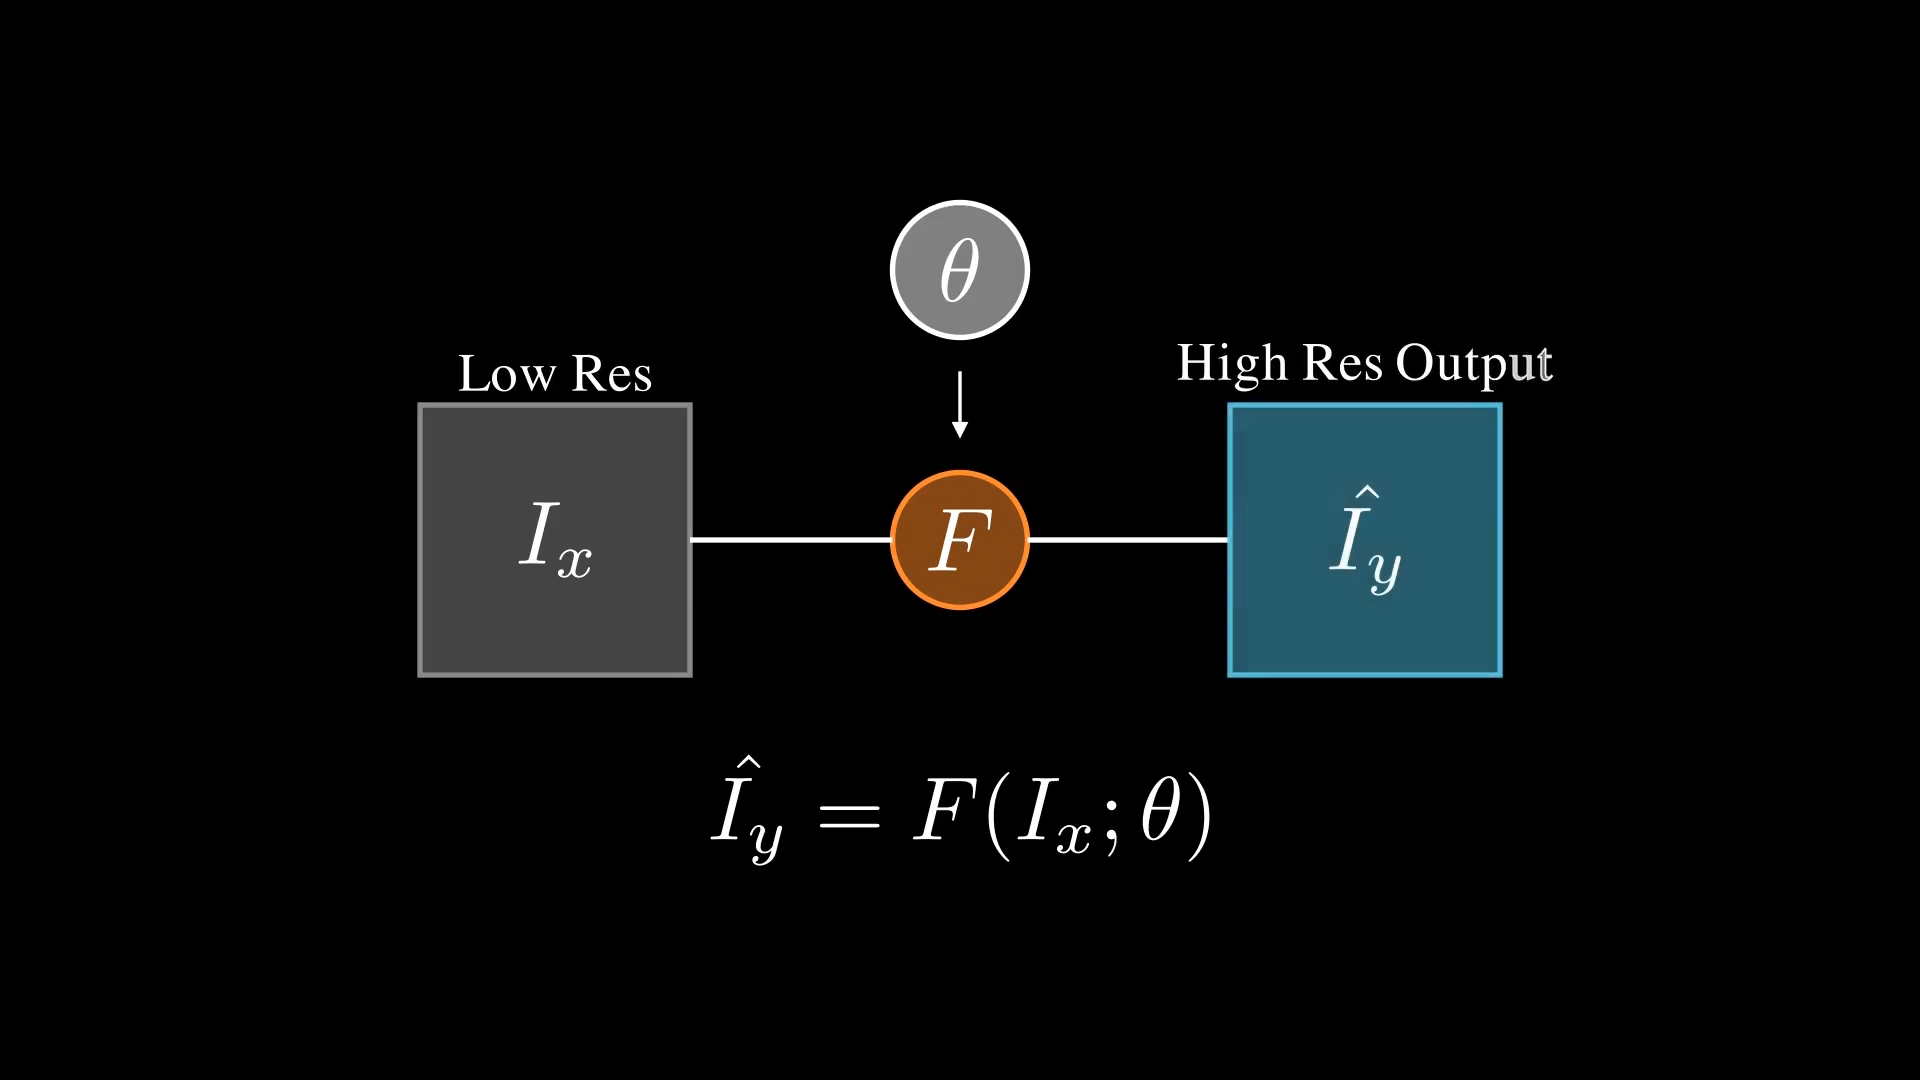 θ
Low Res
High Res Output
I_x
F
Î_y
Î_y = F(I_x; θ)